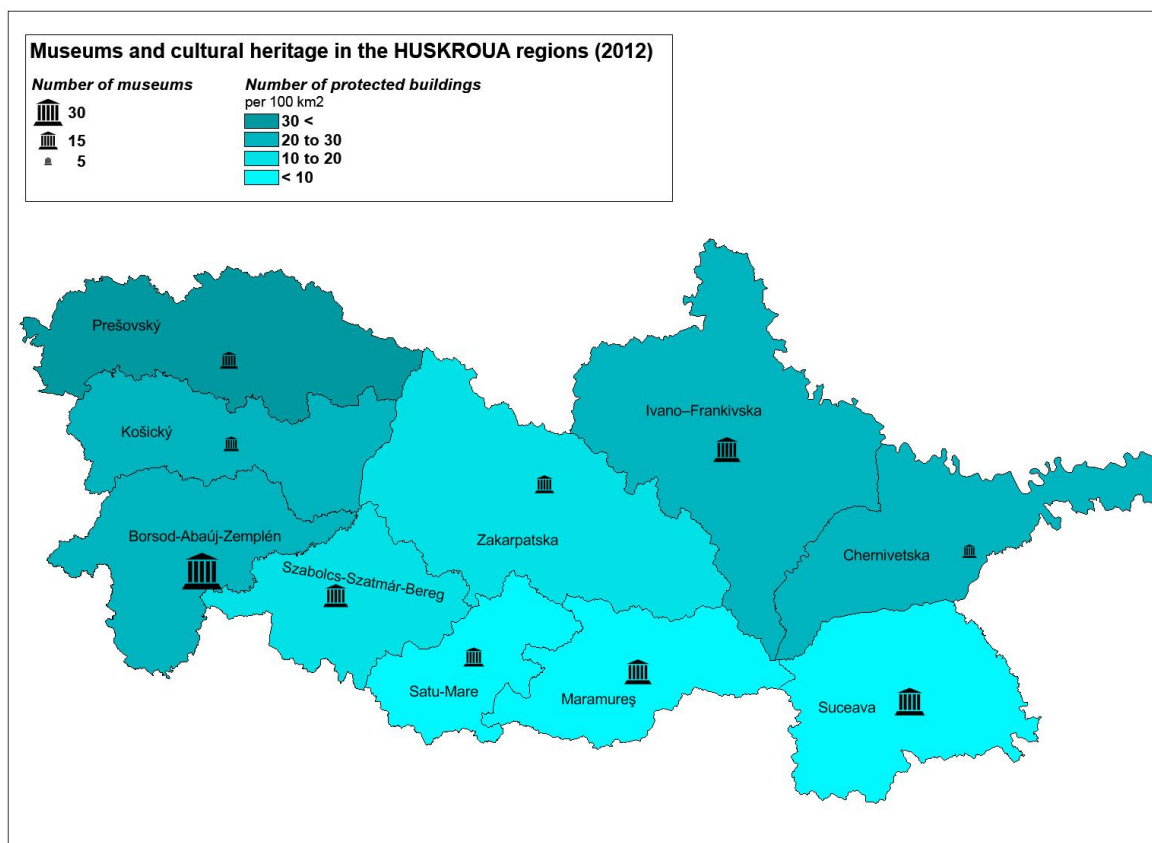 Museums and cultural heritage in the HUSKROUA regions (2012)
Number of museums
30
15
5
Number of protected buildings
per 100 km2
30 <
20 to 30
10 to 20
< 10
Prešovský
Košický
Borsod-Abaúj-Zemplén
Szabolcs-Szatmár-Bereg
Zakarpatska
Ivano–Frankivska
Chernivetska
Satu-Mare
Maramureş
Suceava